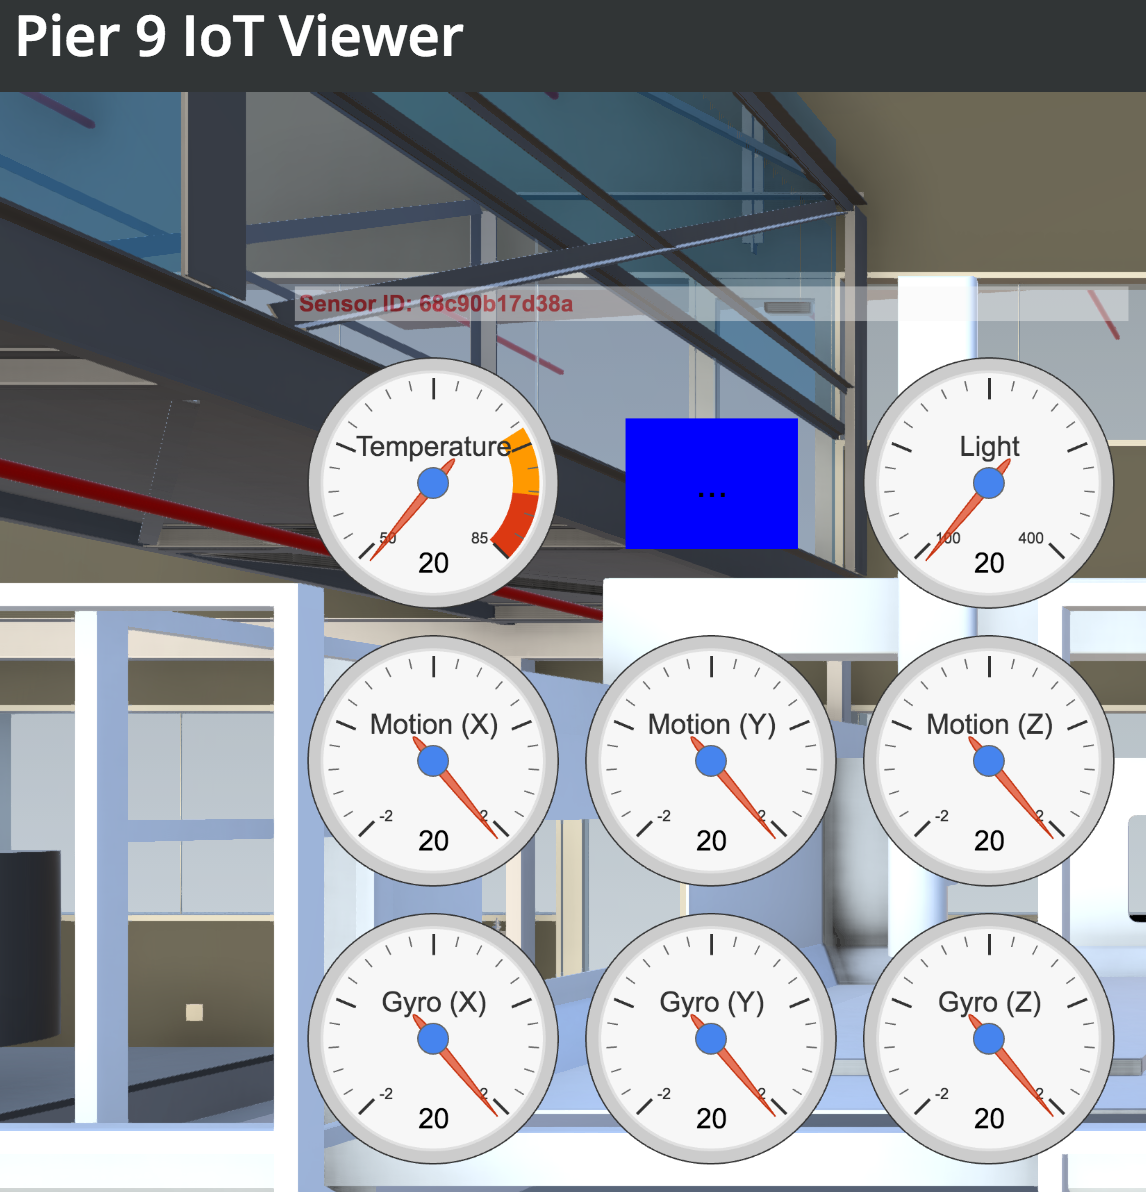 Pier 9 IoT Viewer
Sensor ID: 68c90b17d38a
Temperature
50 85
20
...
Light
100 400
20
Motion (X)
-2 2
20
Motion (Y)
-2 2
20
Motion (Z)
-2 2
20
Gyro (X)
-2 2
20
Gyro (Y)
-2 2
20
Gyro (Z)
-2 2
20